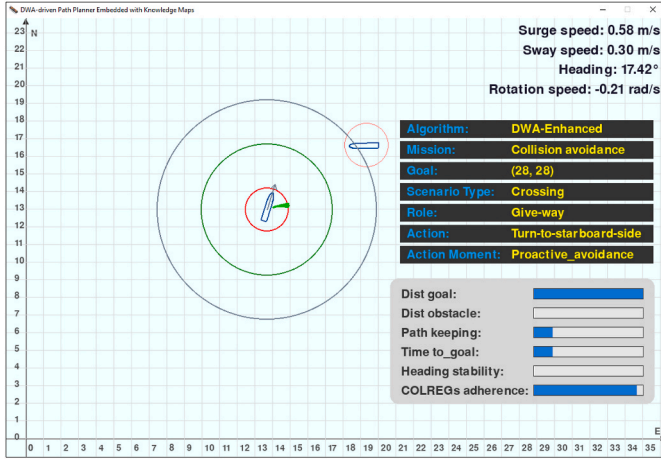 DWA-driven Path Planner Embedded with Knowledge Maps
N
Surge speed: 0.58 m/s
Sway speed: 0.30 m/s
Heading: 17.42°
Rotation speed: -0.21 rad/s
Algorithm: DWA-Enhanced
Mission: Collision avoidance
Goal: (28, 28)
Scenario Type: Crossing
Role: Give-way
Action: Turn-to-starboard-side
Action Moment: Proactive_avoidance
Dist goal:
Dist obstacle:
Path keeping:
Time to_goal:
Heading stability:
COLREGs adherence:
23
22
21
20
19
18
17
16
15
14
13
12
11
10
9
8
7
6
5
4
3
2
1
0
E
0 1 2 3 4 5 6 7 8 9 10 11 12 13 14 15 16 17 18 19 20 21 22 23 24 25 26 27 28 29 30 31 32 33 34 35